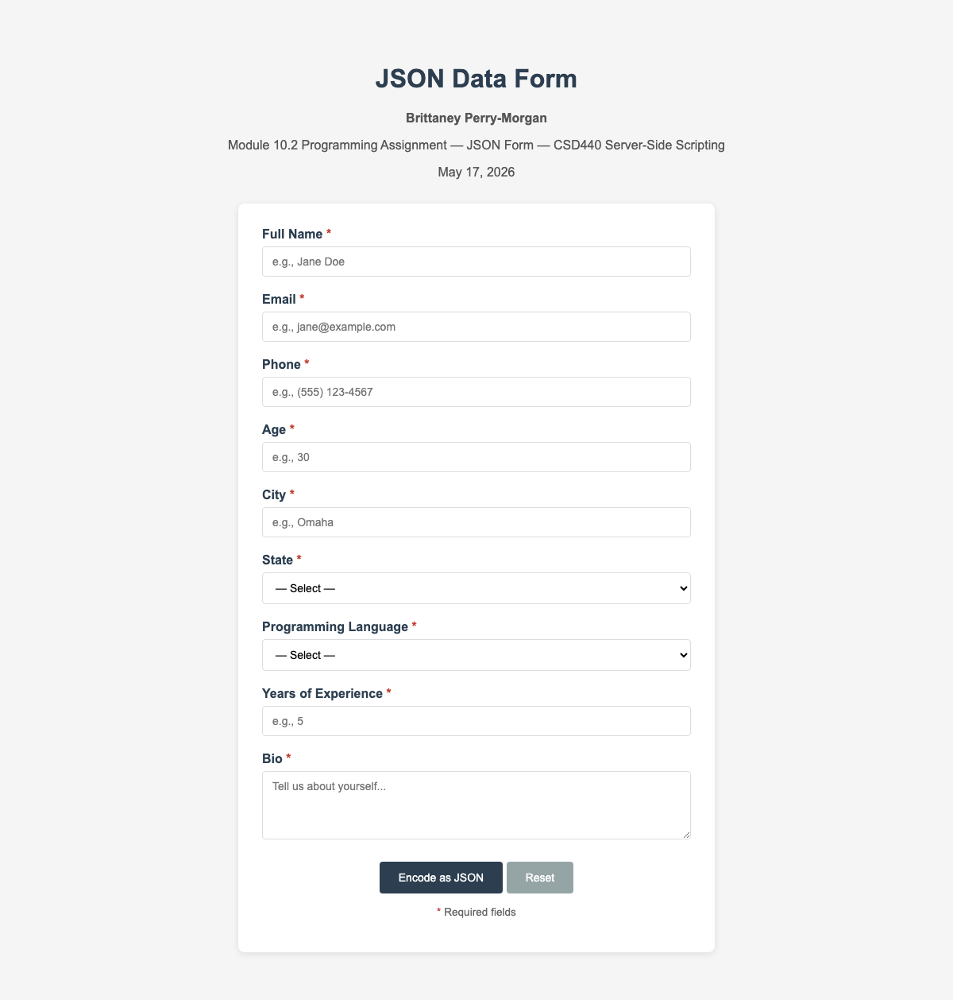 JSON Data Form
Brittaney Perry-Morgan
Module 10.2 Programming Assignment — JSON Form — CSD440 Server-Side Scripting
May 17, 2026
Full Name *
e.g., Jane Doe
Email *
e.g., jane@example.com
Phone *
e.g., (555) 123-4567
Age *
e.g., 30
City *
e.g., Omaha
State *
— Select —
Programming Language *
— Select —
Years of Experience *
e.g., 5
Bio *
Tell us about yourself...
Encode as JSON Reset
* Required fields